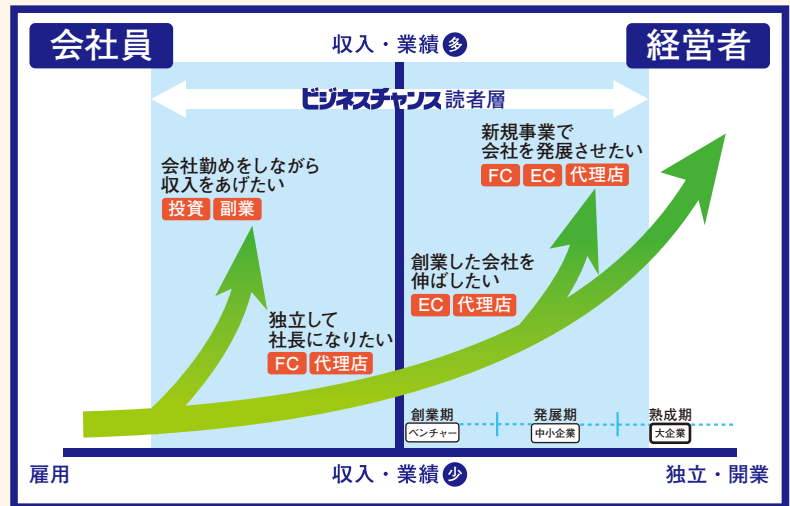 会社員
収入・業績 多
経営者
ビジネスチャンス 読者層
新規事業で
会社を発展させたい
FC EC 代理店
会社勤めをしながら
収入をあげたい
投資 副業
創業した会社を
伸ばしたい
EC 代理店
独立して
社長になりたい
FC 代理店
創業期 発展期 熟成期
ベンチャー 中小企業 大企業
雇用
収入・業績 少
独立・開業